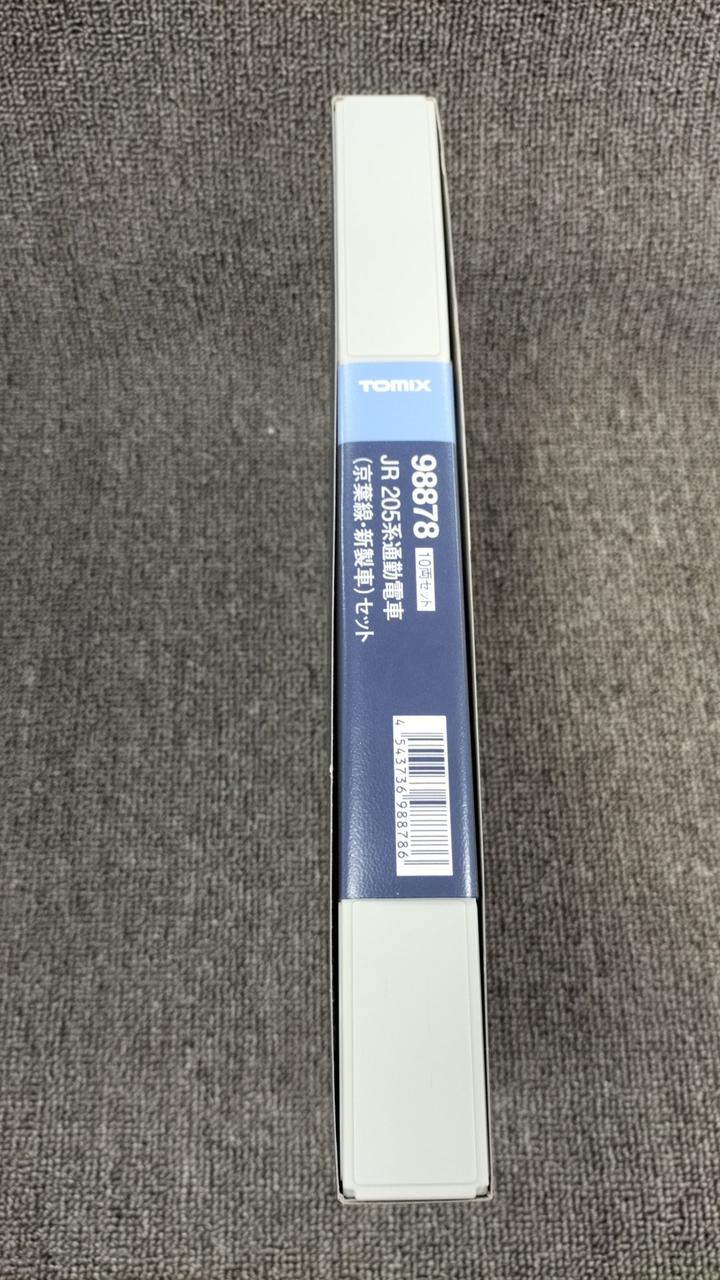 TOMIX
98878 10両セット
JR 205系通勤電車
(京葉線・新製車)セット
4 543736 988786